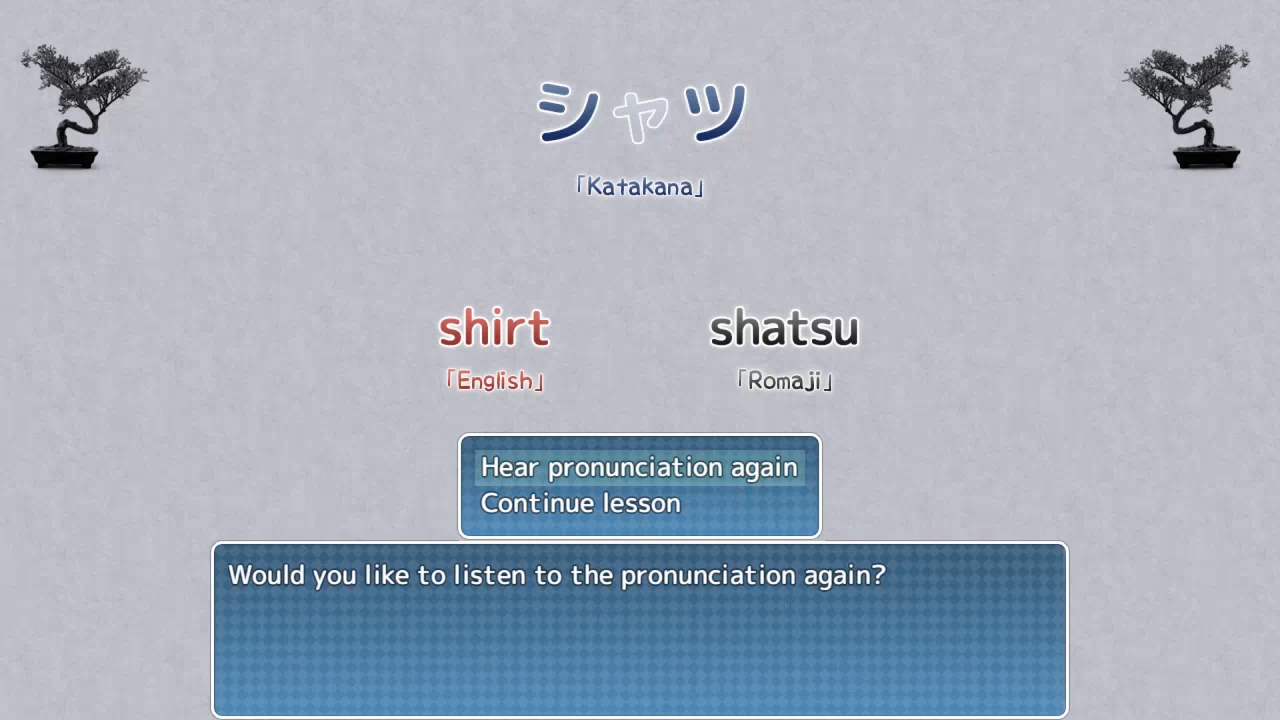 シャツ
「Katakana」
shirt shatsu
「English」 「Romaji」
Hear pronunciation again
Continue lesson
Would you like to listen to the pronunciation again?